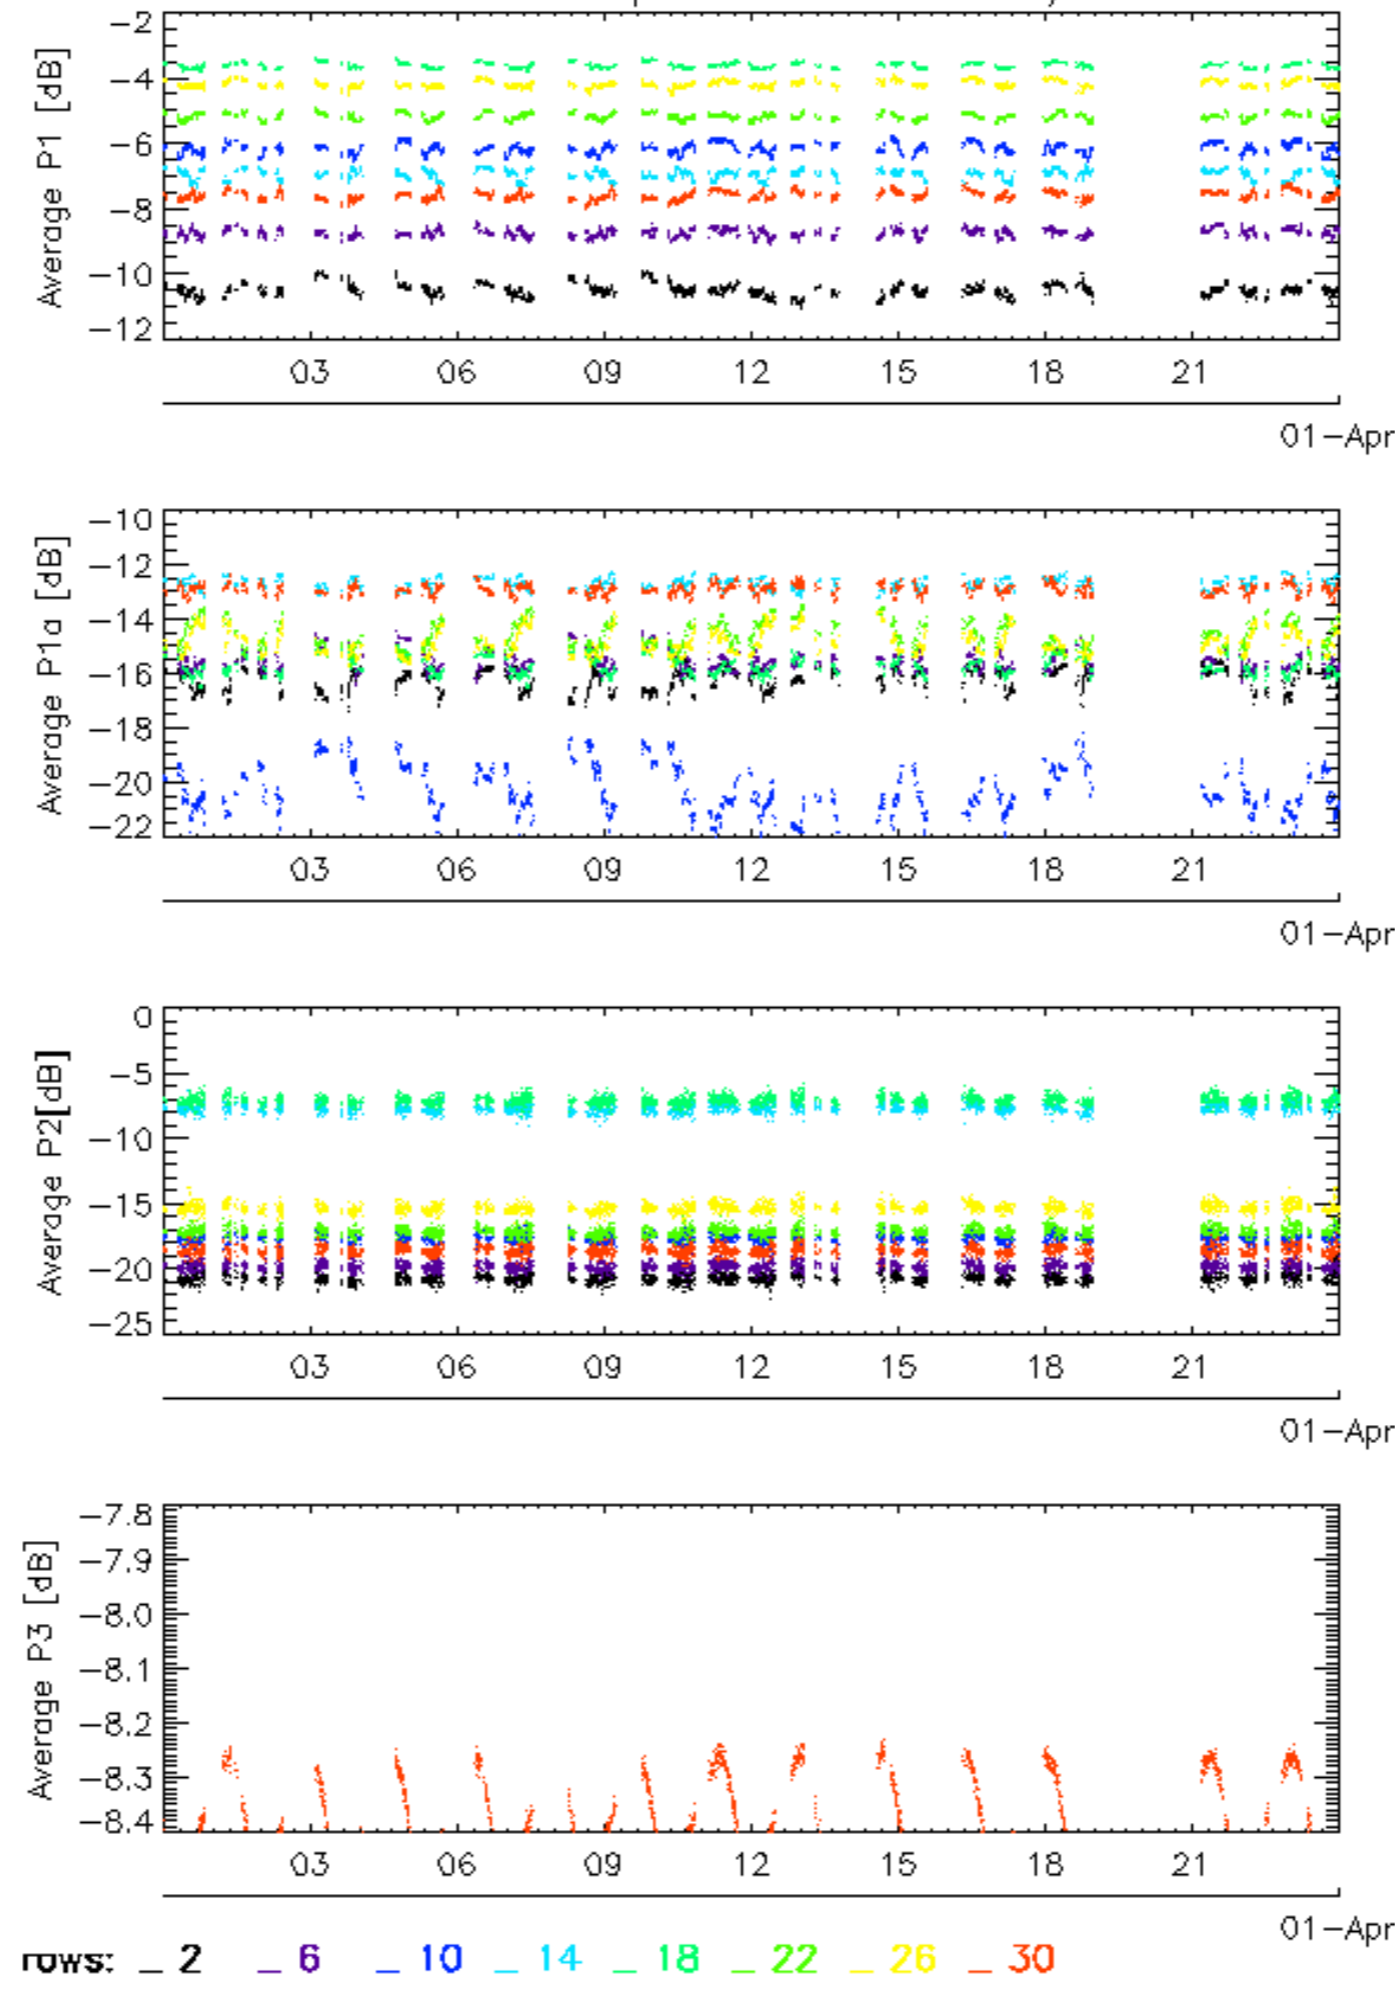 Average P1 [dB]
-2
-4
-6
-8
-10
-12
03 06 09 12 15 18 21
01-Apr
Average P1a [dB]
-10
-12
-14
-16
-18
-20
-22
03 06 09 12 15 18 21
01-Apr
Average P2[dB]
0
-5
-10
-15
-20
-25
03 06 09 12 15 18 21
01-Apr
Average P3 [dB]
-7.8
-7.9
-8.0
-8.1
-8.2
-8.3
-8.4
03 06 09 12 15 18 21
01-Apr
rows: _ 2 _ 6 _ 10 _ 14 _ 18 _ 22 _ 26 _ 30